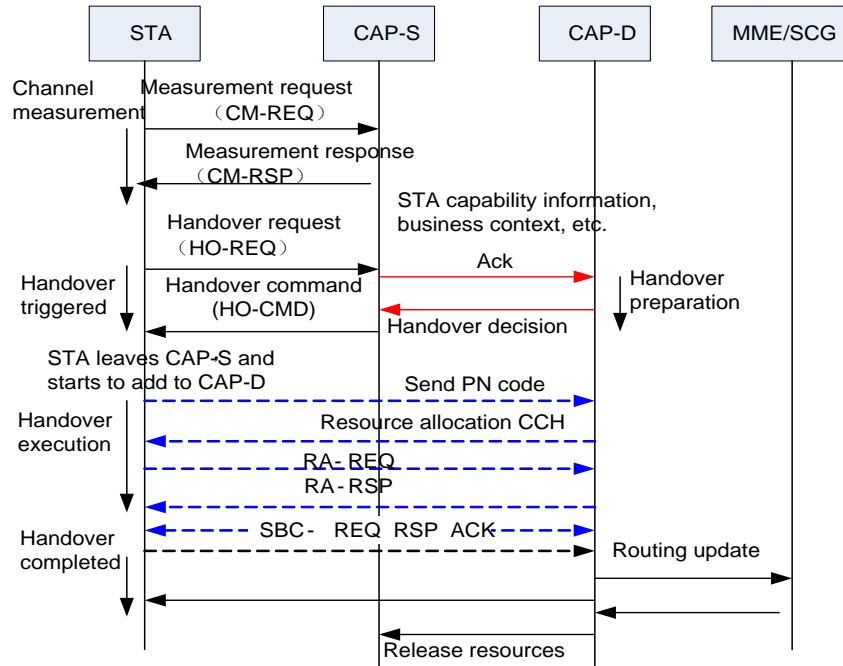 STA
CAP-S
CAP-D
MME/SCG
Channel
measurement
Measurement request
（CM-REQ）
Measurement response
（CM-RSP）
STA capability information,
business context, etc.
Handover request
（HO-REQ）
Ack
Handover
triggered
Handover command
(HO-CMD)
Handover
preparation
Handover decision
STA leaves CAP-S and
starts to add to CAP-D
Send PN code
Handover
execution
Resource allocation CCH
RA- REQ
RA - RSP
SBC- REQ RSP ACK
Handover
completed
Routing update
Release resources